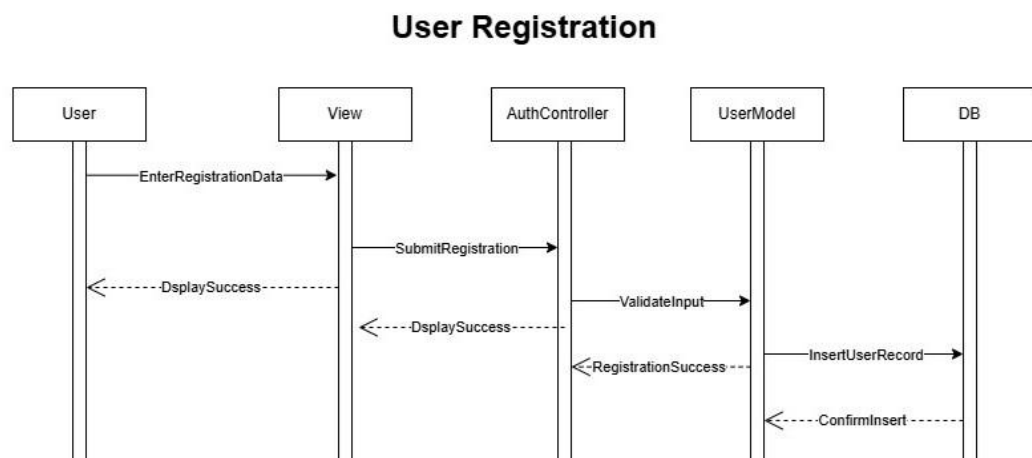 User Registration
User
View
AuthController
UserModel
DB
EnterRegistrationData
SubmitRegistration
DsplaySuccess
ValidateInput
DsplaySuccess
InsertUserRecord
RegistrationSuccess
ConfirmInsert